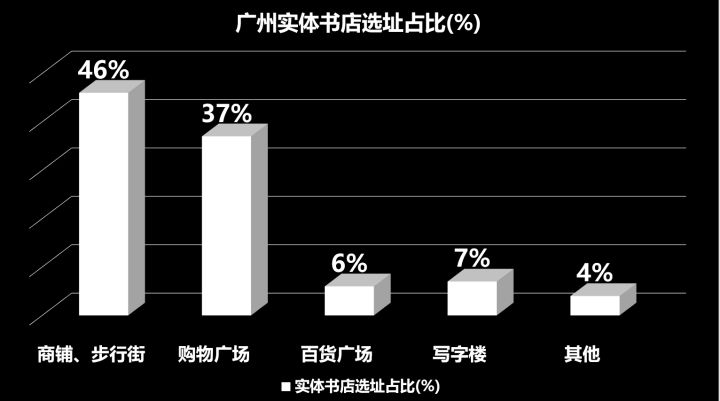 广州实体书店选址占比(%)
46%
37%
6%
7%
4%
商铺、步行街
购物广场
百货广场
写字楼
其他
实体书店选址占比(%)